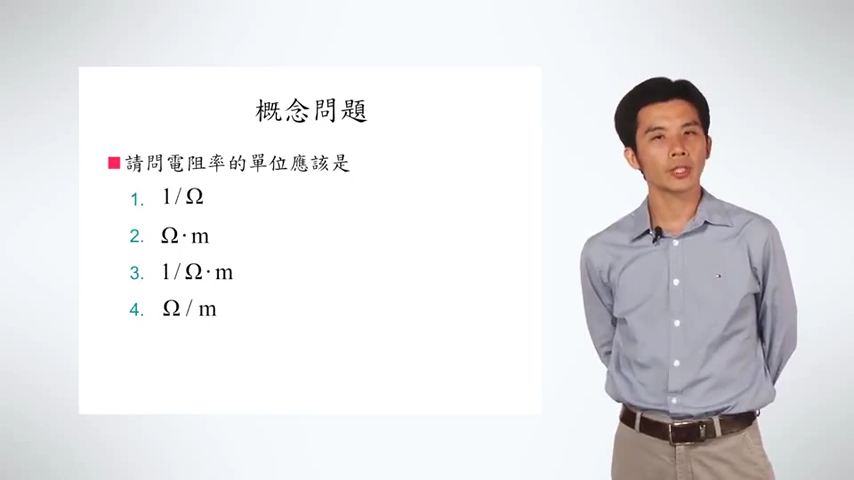 概念問題
請問電阻率的單位應該是
1. 1/Ω
2. Ω·m
3. 1/Ω·m
4. Ω/m